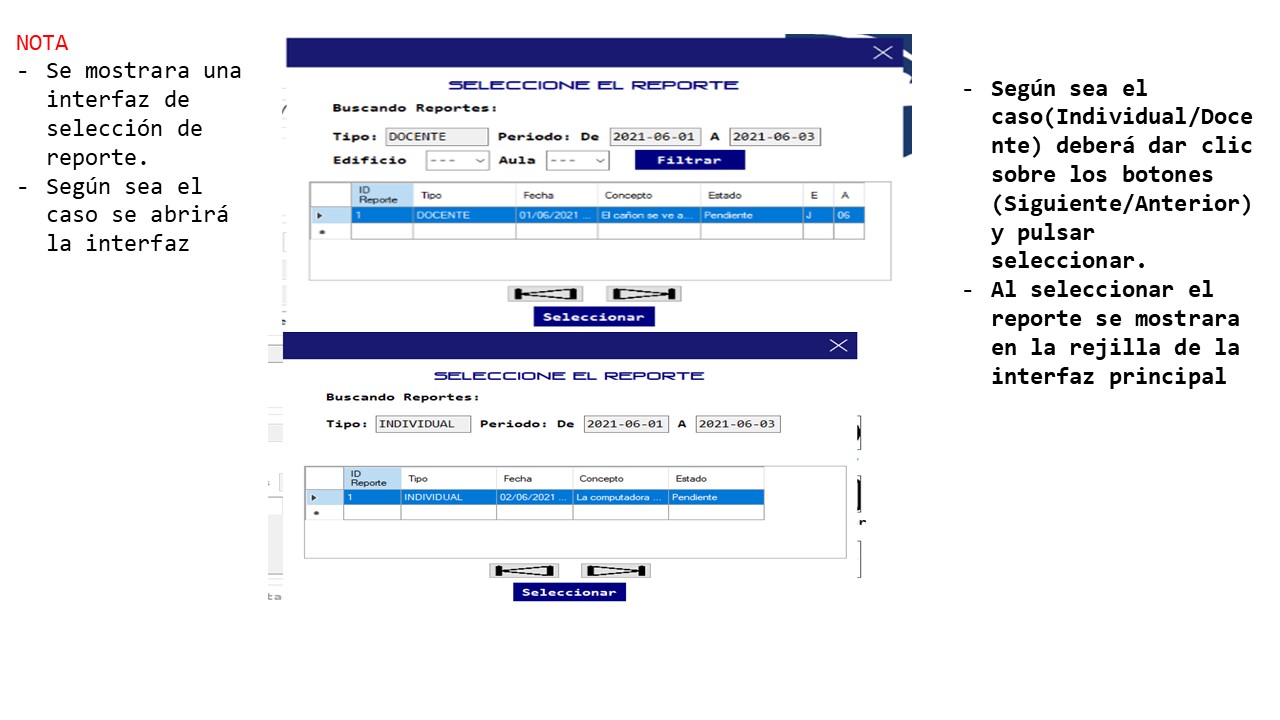 NOTA
- Se mostrara una
interfaz de
selección de
reporte.
- Según sea el
caso se abrirá
la interfaz
SELECCIONE EL REPORTE
Buscando Reportes:
Tipo: DOCENTE Periodo: De 2021-06-01 A 2021-06-03
Edificio --- Aula --- Filtrar
ID Reporte Tipo Fecha Concepto Estado E A
1 DOCENTE 01/06/2021 ... El cañon se ve a... Pendiente J 06
Seleccionar
SELECCIONE EL REPORTE
Buscando Reportes:
Tipo: INDIVIDUAL Periodo: De 2021-06-01 A 2021-06-03
ID Reporte Tipo Fecha Concepto Estado
1 INDIVIDUAL 02/06/2021 ... La computadora ... Pendiente
Seleccionar
- Según sea el
caso(Individual/Doce
nte) deberá dar clic
sobre los botones
(Siguiente/Anterior)
y pulsar
seleccionar.
- Al seleccionar el
reporte se mostrara
en la rejilla de la
interfaz principal